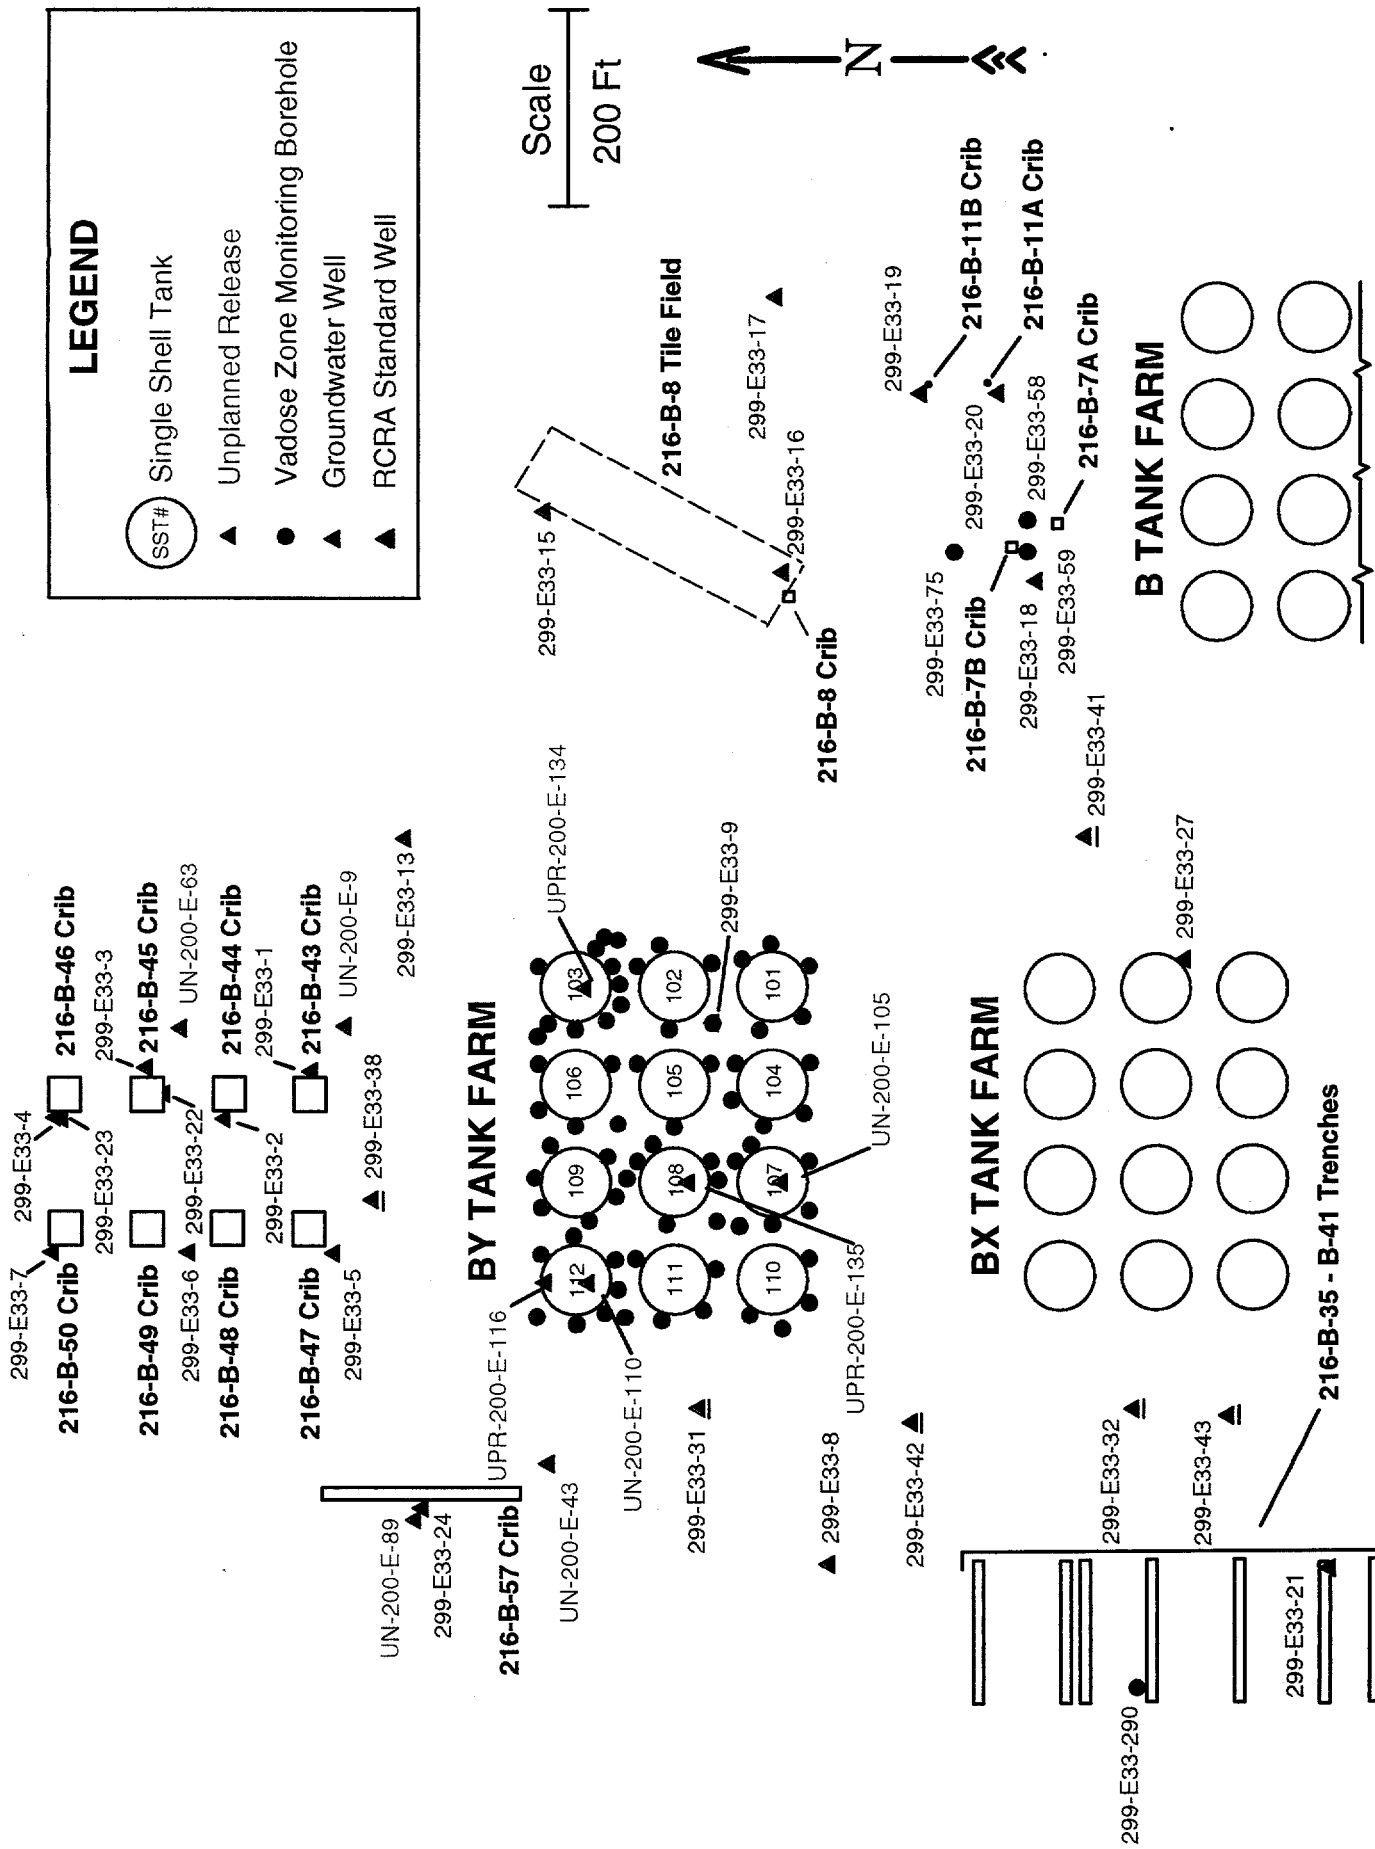 LEGEND
SST# Single Shell Tank
Unplanned Release
Vadose Zone Monitoring Borehole
Groundwater Well
RCRA Standard Well
Scale
200 Ft
N
299-E33-7
299-E33-4
216-B-46 Crib
216-B-50 Crib
299-E33-23
299-E33-3
216-B-49 Crib
216-B-45 Crib
299-E33-6
299-E33-22
UN-200-E-63
216-B-48 Crib
216-B-44 Crib
299-E33-2
299-E33-1
216-B-47 Crib
216-B-43 Crib
299-E33-5
UN-200-E-9
299-E33-38
299-E33-13
UN-200-E-89
299-E33-24
216-B-57 Crib
UPR-200-E-116
UN-200-E-43
UN-200-E-110
BY TANK FARM
UPR-200-E-134
112
109
106
103
111
108
105
102
110
107
104
101
299-E33-9
299-E33-31
UN-200-E-105
UPR-200-E-135
299-E33-8
299-E33-42
299-E33-15
216-B-8 Tile Field
299-E33-17
299-E33-16
216-B-8 Crib
299-E33-19
299-E33-75
299-E33-20
216-B-11B Crib
216-B-7B Crib
216-B-11A Crib
299-E33-18
299-E33-58
299-E33-59
216-B-7A Crib
299-E33-41
B TANK FARM
BX TANK FARM
299-E33-27
299-E33-32
299-E33-43
299-E33-290
299-E33-21
216-B-35 - B-41 Trenches